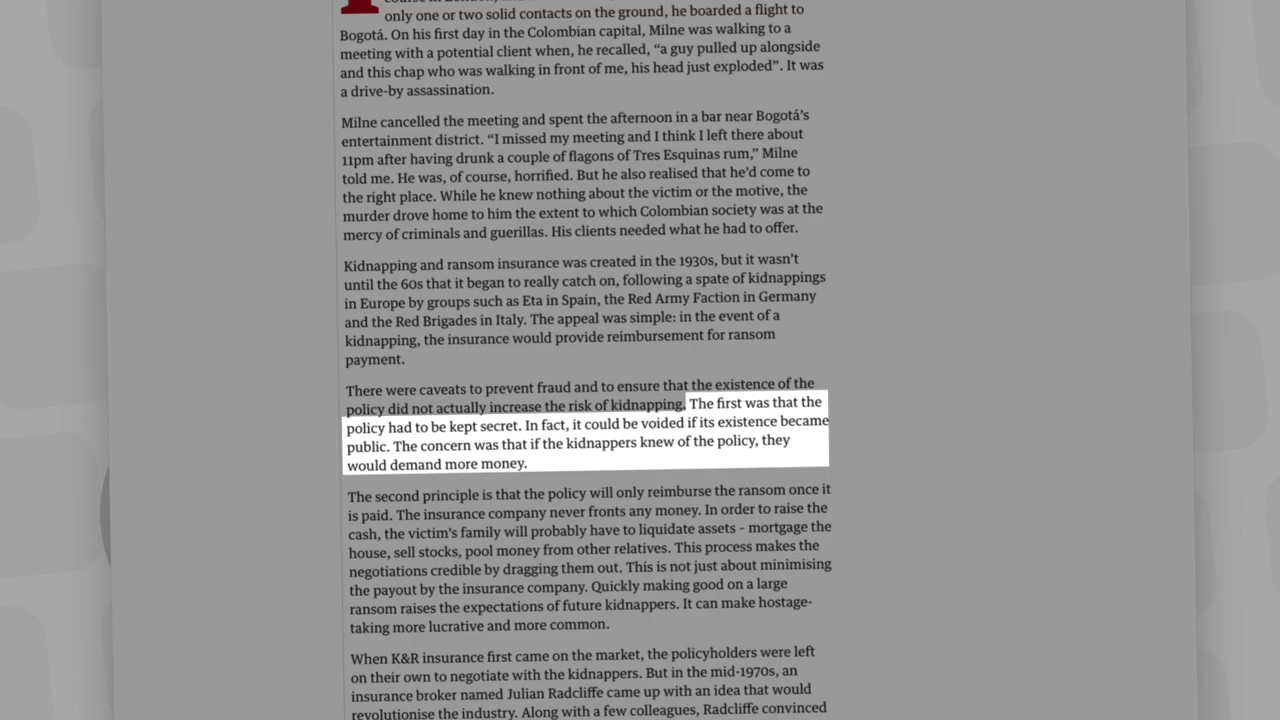 only one or two solid contacts on the ground, he boarded a flight to
Bogotá. On his first day in the Colombian capital, Milne was walking to a
meeting with a potential client when, he recalled, “a guy pulled up alongside
and this chap who was walking in front of me, his head just exploded”. It was
a drive-by assassination.
Milne cancelled the meeting and spent the afternoon in a bar near Bogotá’s
entertainment district. “I missed my meeting and I think I left there about
11pm after having drunk a couple of flagons of Tres Esquinas rum,” Milne
told me. He was, of course, horrified. But he also realised that he’d come to
the right place. While he knew nothing about the victim or the motive, the
murder drove home to him the extent to which Colombian society was at the
mercy of criminals and guerillas. His clients needed what he had to offer.
Kidnapping and ransom insurance was created in the 1930s, but it wasn’t
until the 60s that it began to really catch on, following a spate of kidnappings
in Europe by groups such as Eta in Spain, the Red Army Faction in Germany
and the Red Brigades in Italy. The appeal was simple: in the event of a
kidnapping, the insurance would provide reimbursement for ransom
payment.
There were caveats to prevent fraud and to ensure that the existence of the
policy did not actually increase the risk of kidnapping. The first was that the
policy had to be kept secret. In fact, it could be voided if its existence became
public. The concern was that if the kidnappers knew of the policy, they
would demand more money.
The second principle is that the policy will only reimburse the ransom once it
is paid. The insurance company never fronts any money. In order to raise the
cash, the victim’s family will probably have to liquidate assets – mortgage the
house, sell stocks, pool money from other relatives. This process makes the
negotiations credible by dragging them out. This is not just about minimising
the payout by the insurance company. Quickly making good on a large
ransom raises the expectations of future kidnappers. It can make hostage-
taking more lucrative and more common.
When K&R insurance first came on the market, the policyholders were left
on their own to negotiate with the kidnappers. But in the mid-1970s, an
insurance broker named Julian Radcliffe came up with an idea that would
revolutionise the industry. Along with a few colleagues, Radcliffe convinced